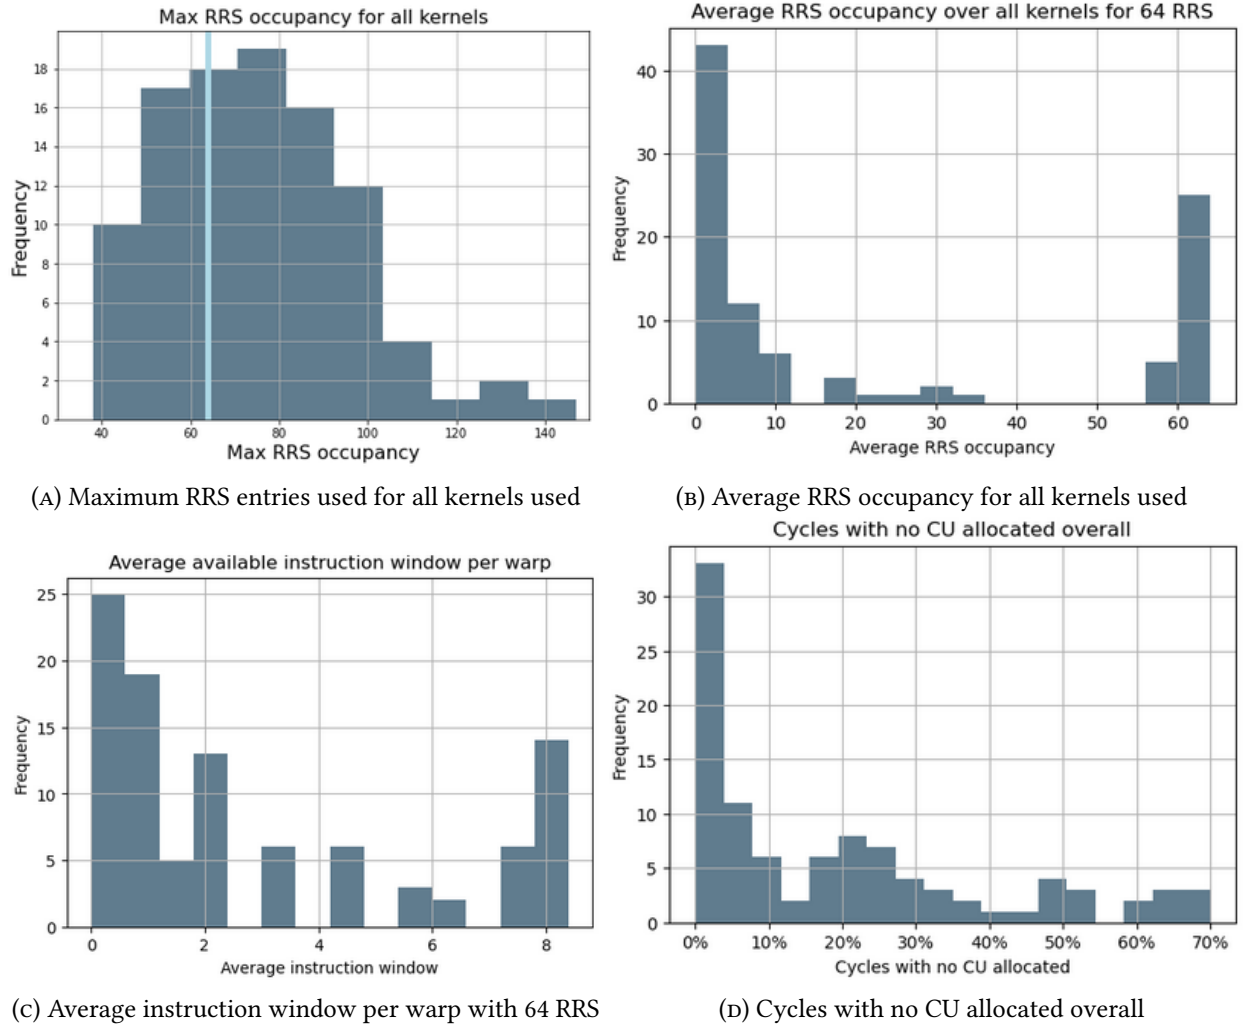 Max RRS occupancy for all kernels
18
16
14
12
10
8
6
4
2
0
Frequency
40 60 80 100 120 140
Max RRS occupancy
(A) Maximum RRS entries used for all kernels used
Average RRS occupancy over all kernels for 64 RRS
40
30
20
10
0
Frequency
0 10 20 30 40 50 60
Average RRS occupancy
(B) Average RRS occupancy for all kernels used
Average available instruction window per warp
25
20
15
10
5
0
Frequency
0 2 4 6 8
Average instruction window
(C) Average instruction window per warp with 64 RRS
Cycles with no CU allocated overall
30
25
20
15
10
5
0
Frequency
0% 10% 20% 30% 40% 50% 60% 70%
Cycles with no CU allocated
(D) Cycles with no CU allocated overall